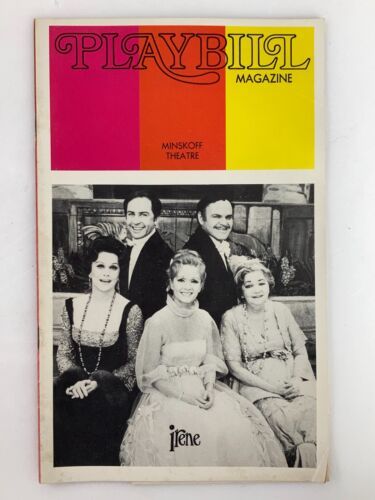 PLAYBILL
MAGAZINE
MINSKOFF
THEATRE
irene